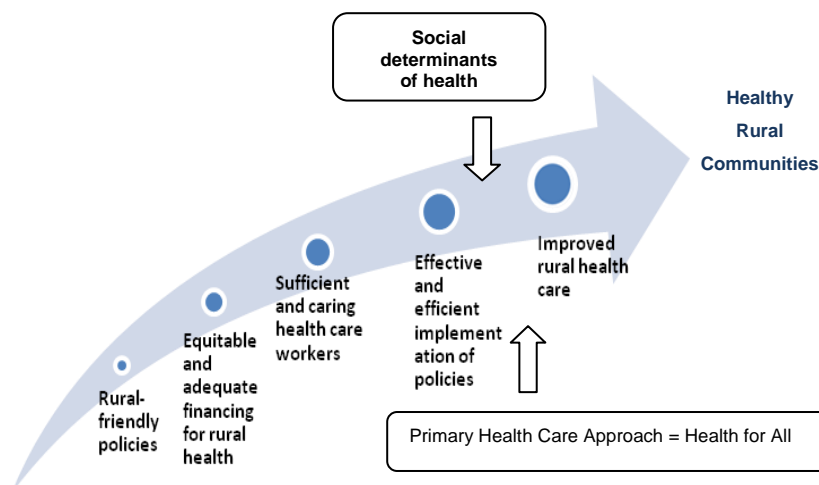 Social
determinants
of health
Healthy
Rural
Communities
Rural-
friendly
policies
Equitable
and
adequate
financing
for rural
health
Sufficient
and caring
health care
workers
Effective
and
efficient
implement
ation of
policies
Improved
rural health
care
Primary Health Care Approach = Health for All